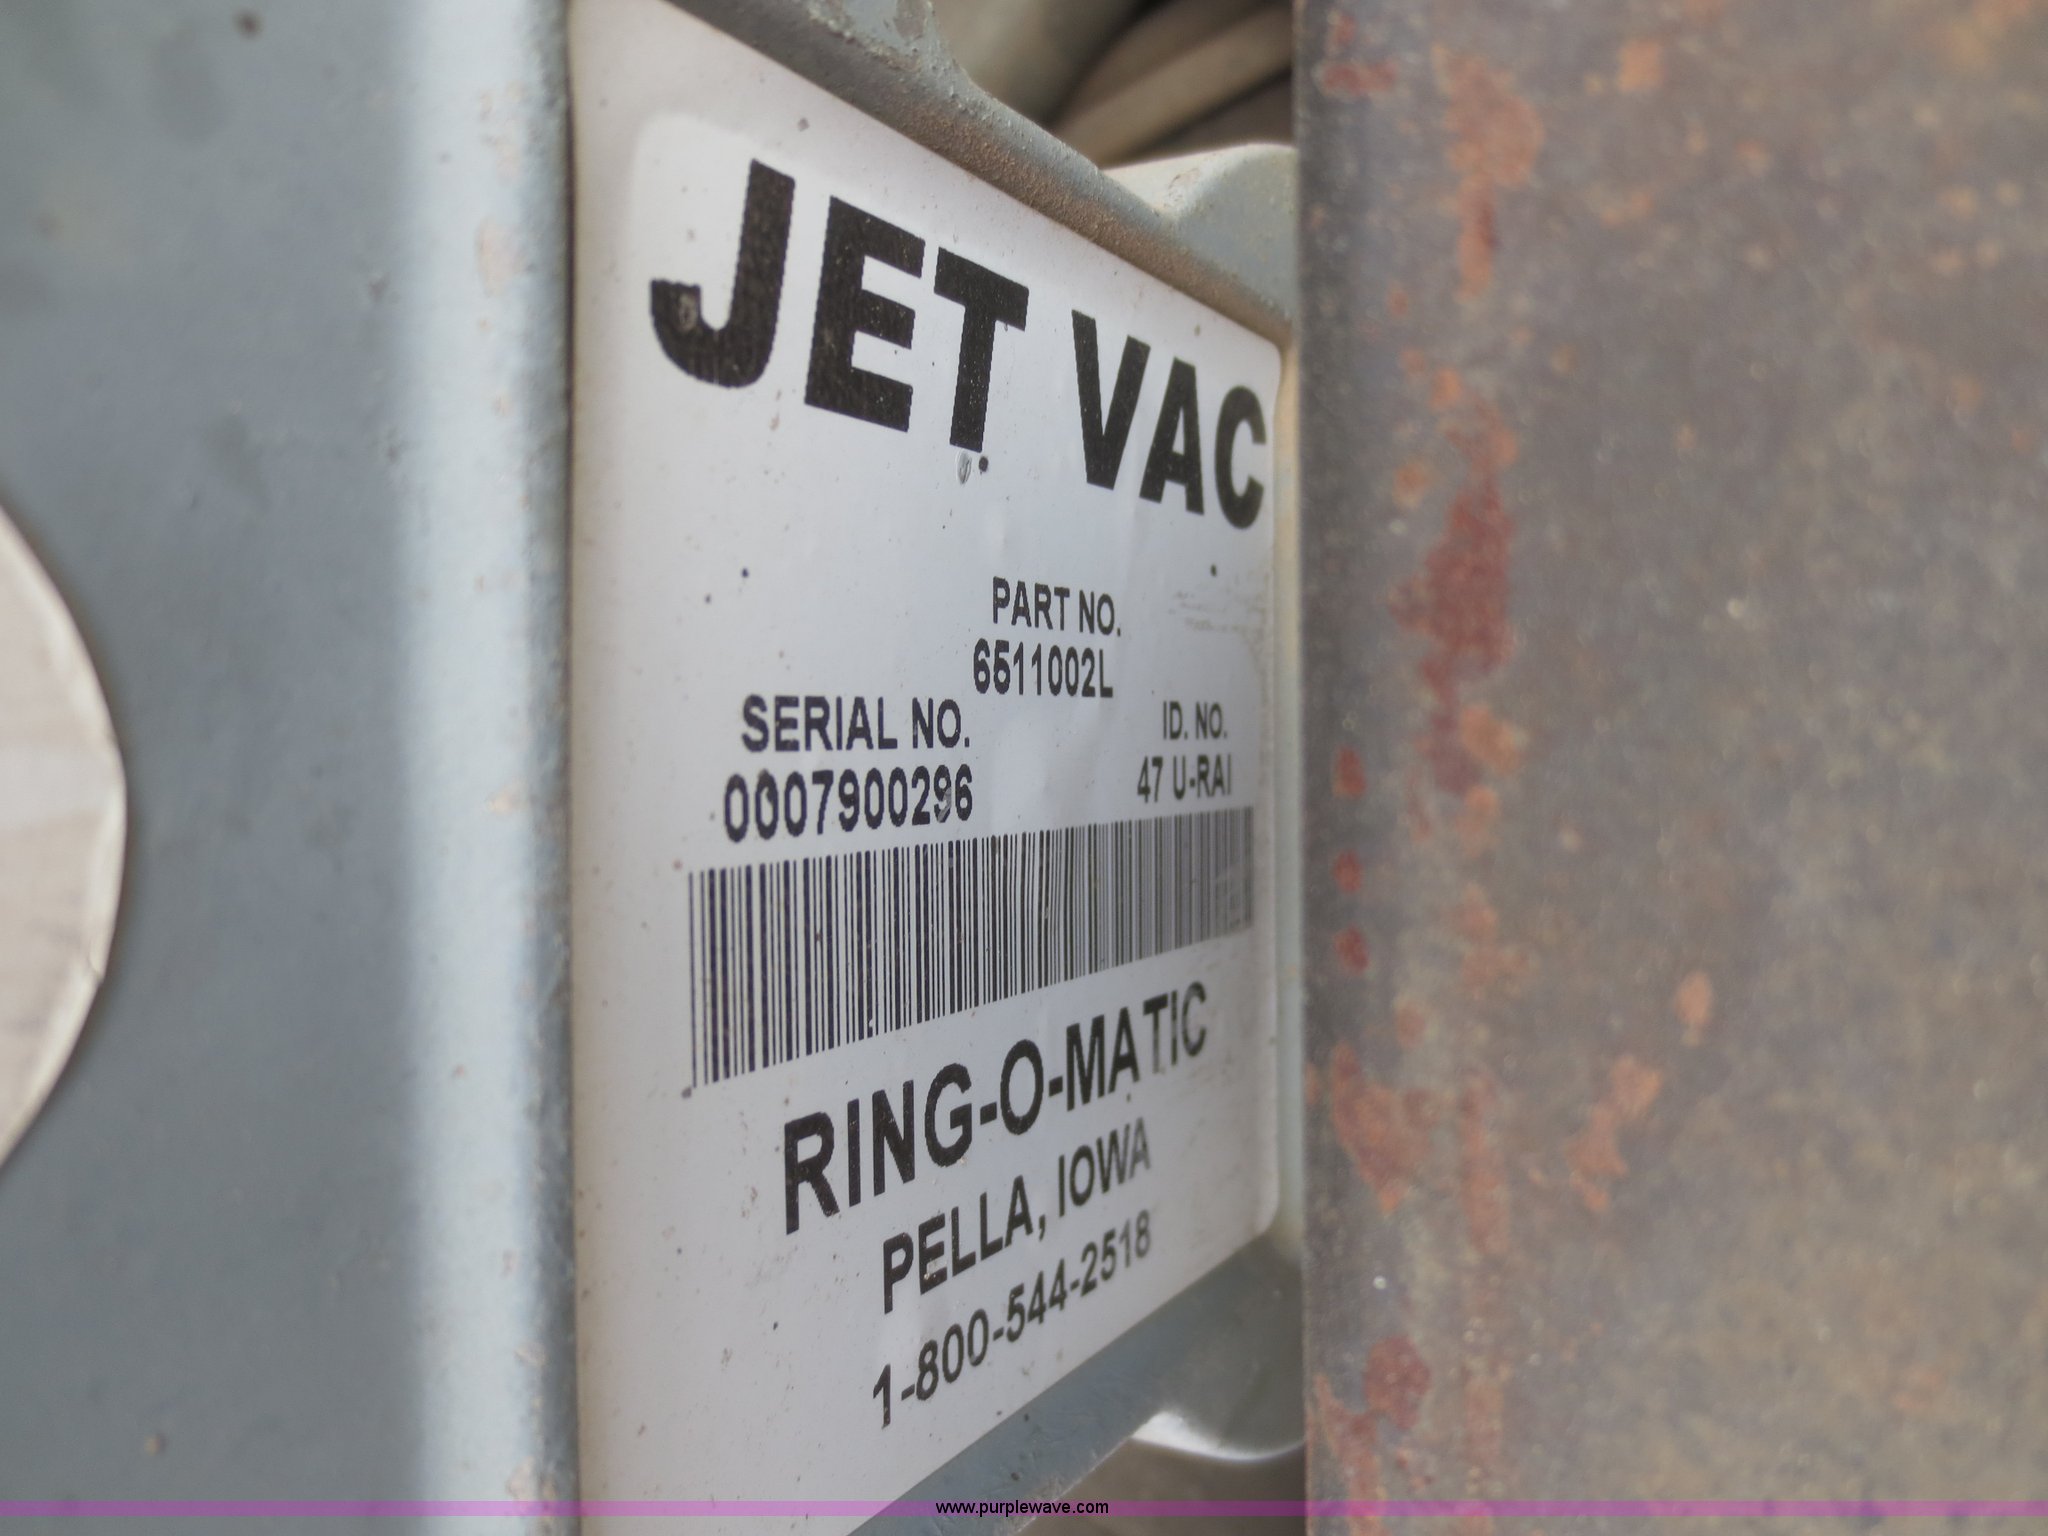 JET VAC
PART NO.
6511002L
SERIAL NO.
0007900296
ID. NO.
47 U-RAI
RING-O-MATIC
PELLA, IOWA
1-800-544-2518
www.purplewave.com